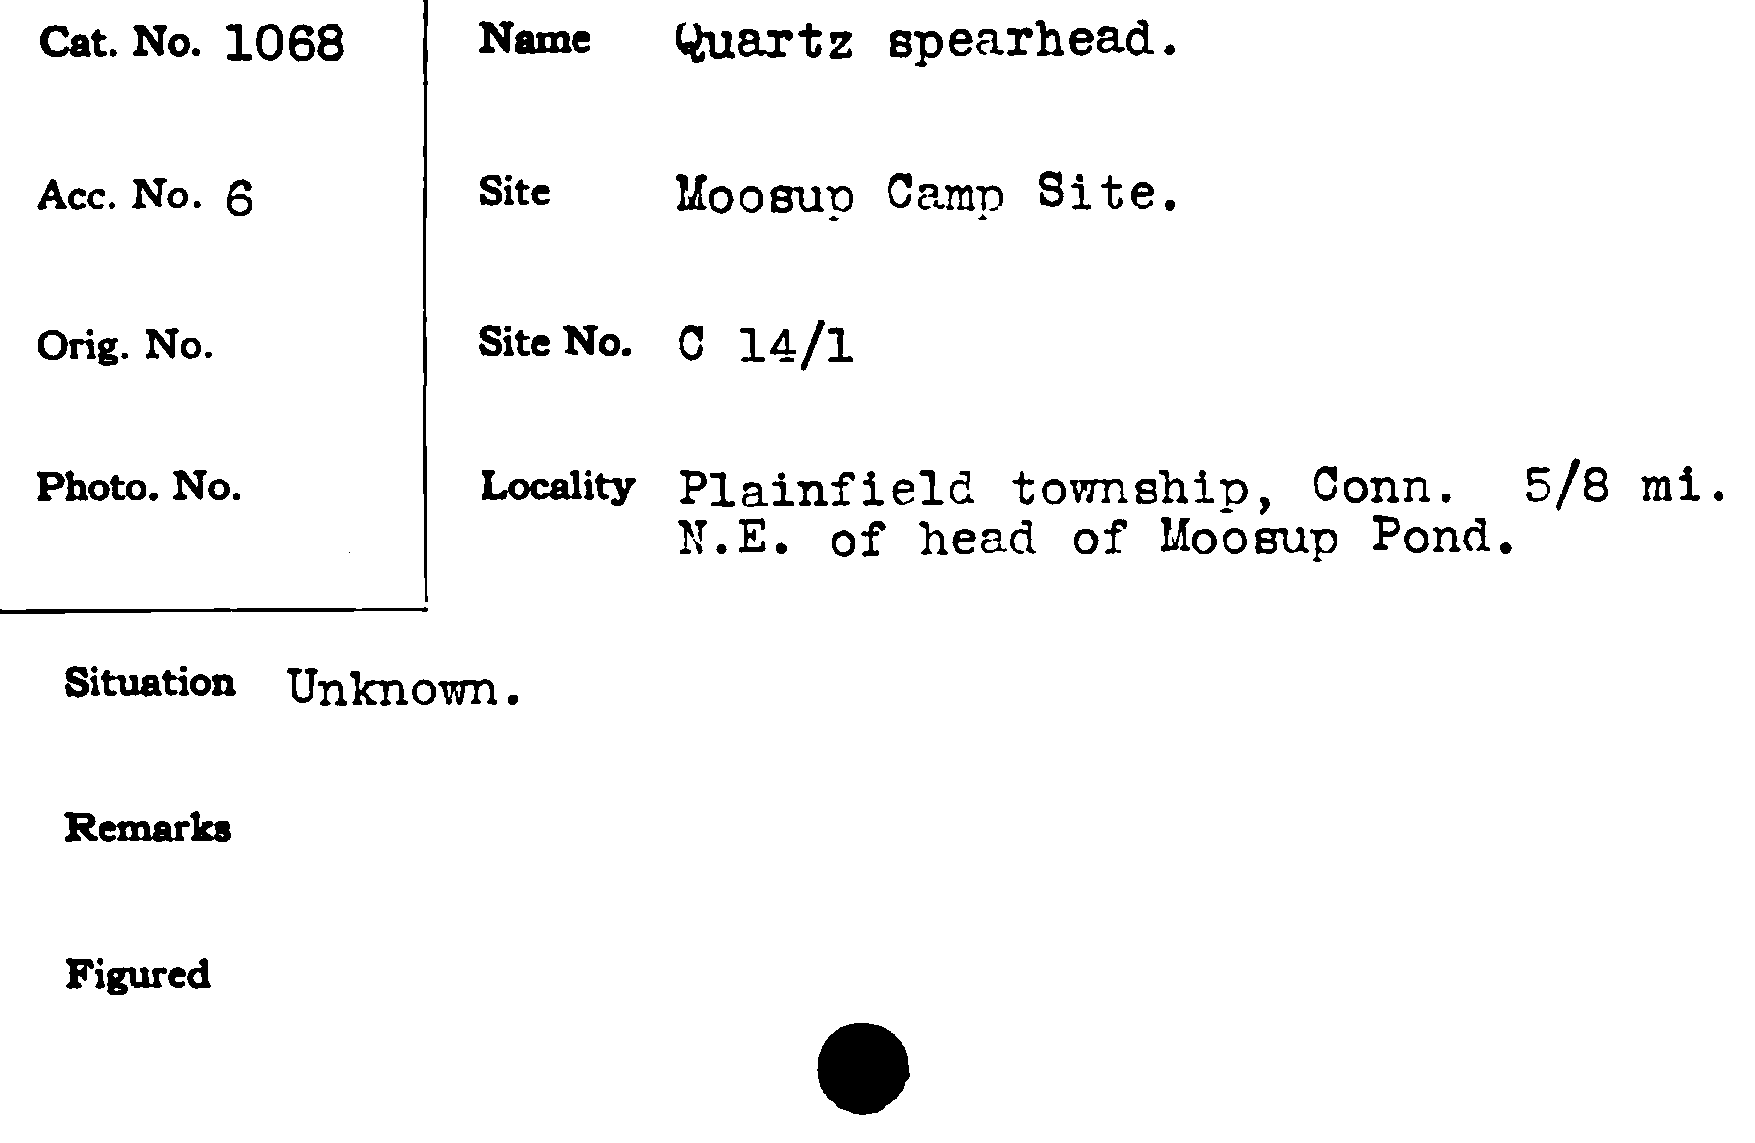 Cat. No. 1068
Acc. No. 6
Orig. No.
Photo. No.
Name Quartz spearhead.
Site Moosup Camp Site.
Site No. C 14/1
Locality Plainfield township, Conn. 5/8 mi.
N.E. of head of Moosup Pond.
Situation Unknown.
Remarks
Figured